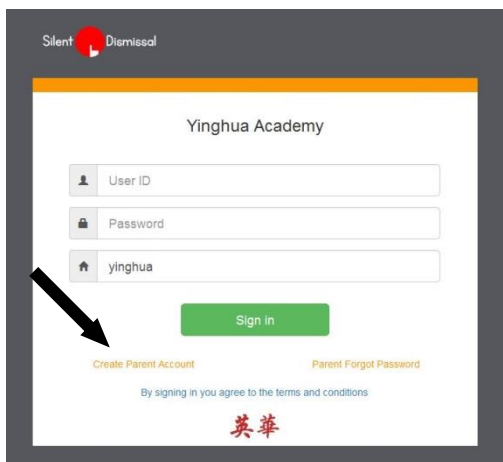 Silent Dismissal
Yinghua Academy
User ID
Password
yinghua
Sign in
Create Parent Account Parent Forgot Password
By signing in you agree to the terms and conditions
英華